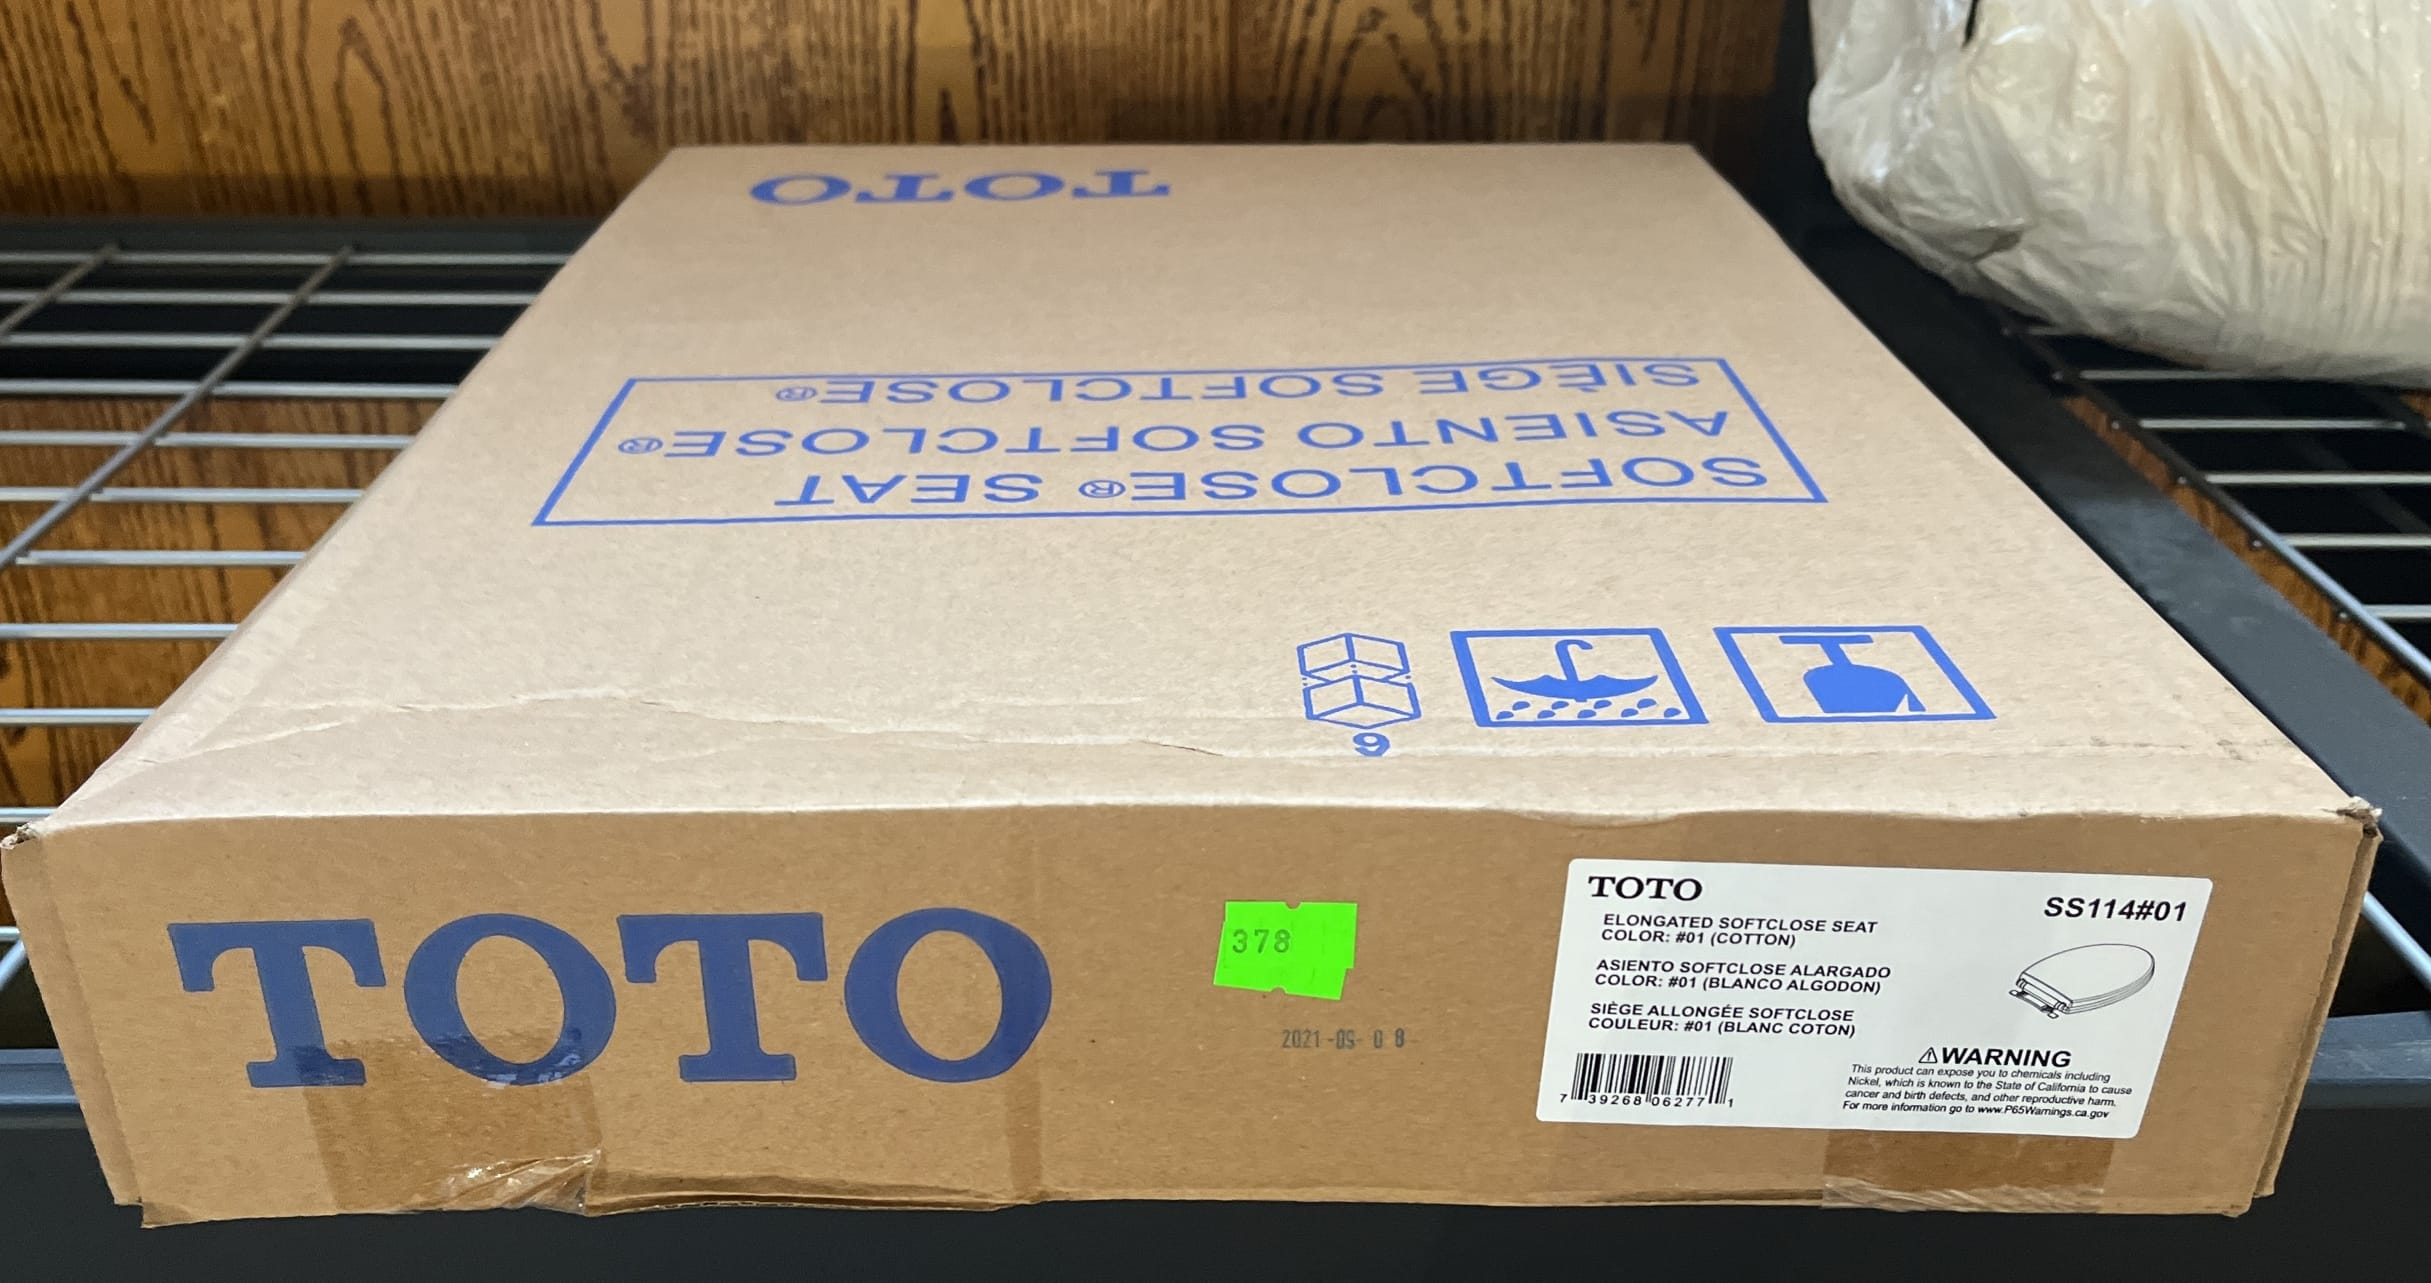 TOTO
SIÈGE SOFTCLOSE®
ASIENTO SOFTCLOSE®
SOFTCLOSE® SEAT
6
TOTO
378
2021-09-08
TOTO
SS114#01
ELONGATED SOFTCLOSE SEAT
COLOR: #01 (COTTON)
ASIENTO SOFTCLOSE ALARGADO
COLOR: #01 (BLANCO ALGODON)
SIÈGE ALLONGÉE SOFTCLOSE
COULEUR: #01 (BLANC COTON)
7 39268 06277 1
⚠WARNING
This product can expose you to chemicals including
Nickel, which is known to the State of California to cause
cancer and birth defects, and other reproductive harm.
For more information go to www.P65Warnings.ca.gov